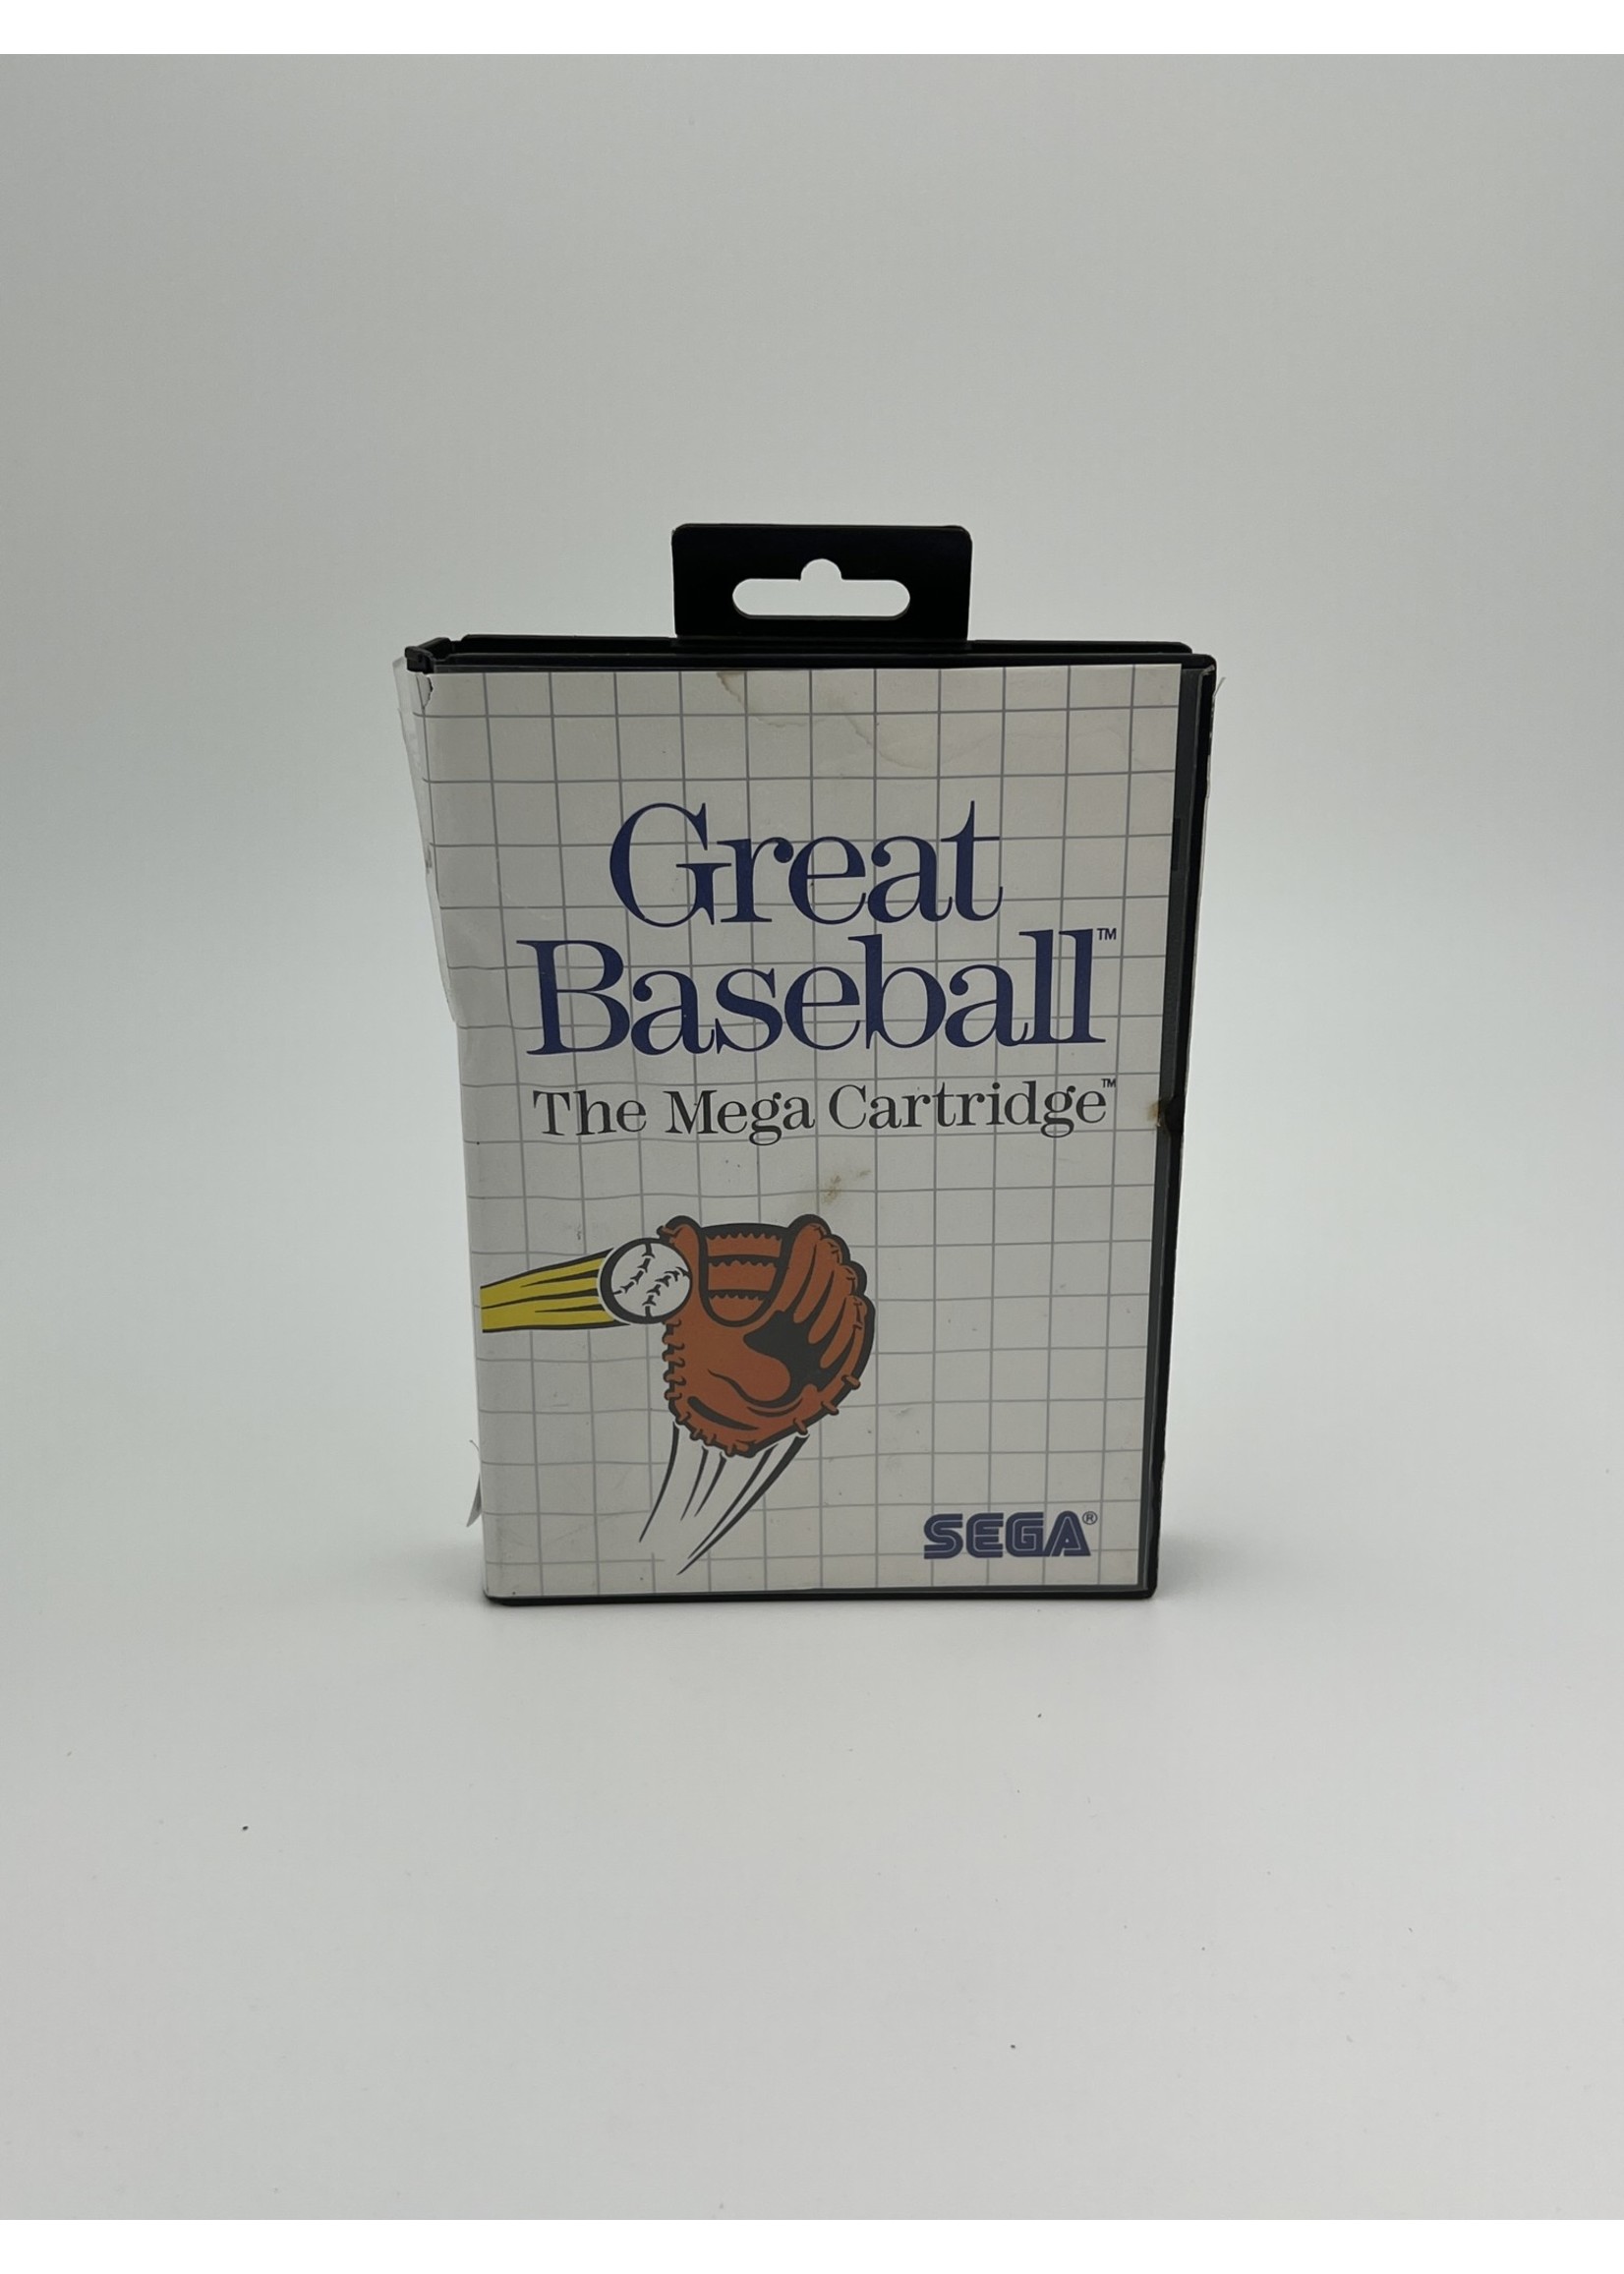 Great
Baseball™
The Mega Cartridge™
SEGA®